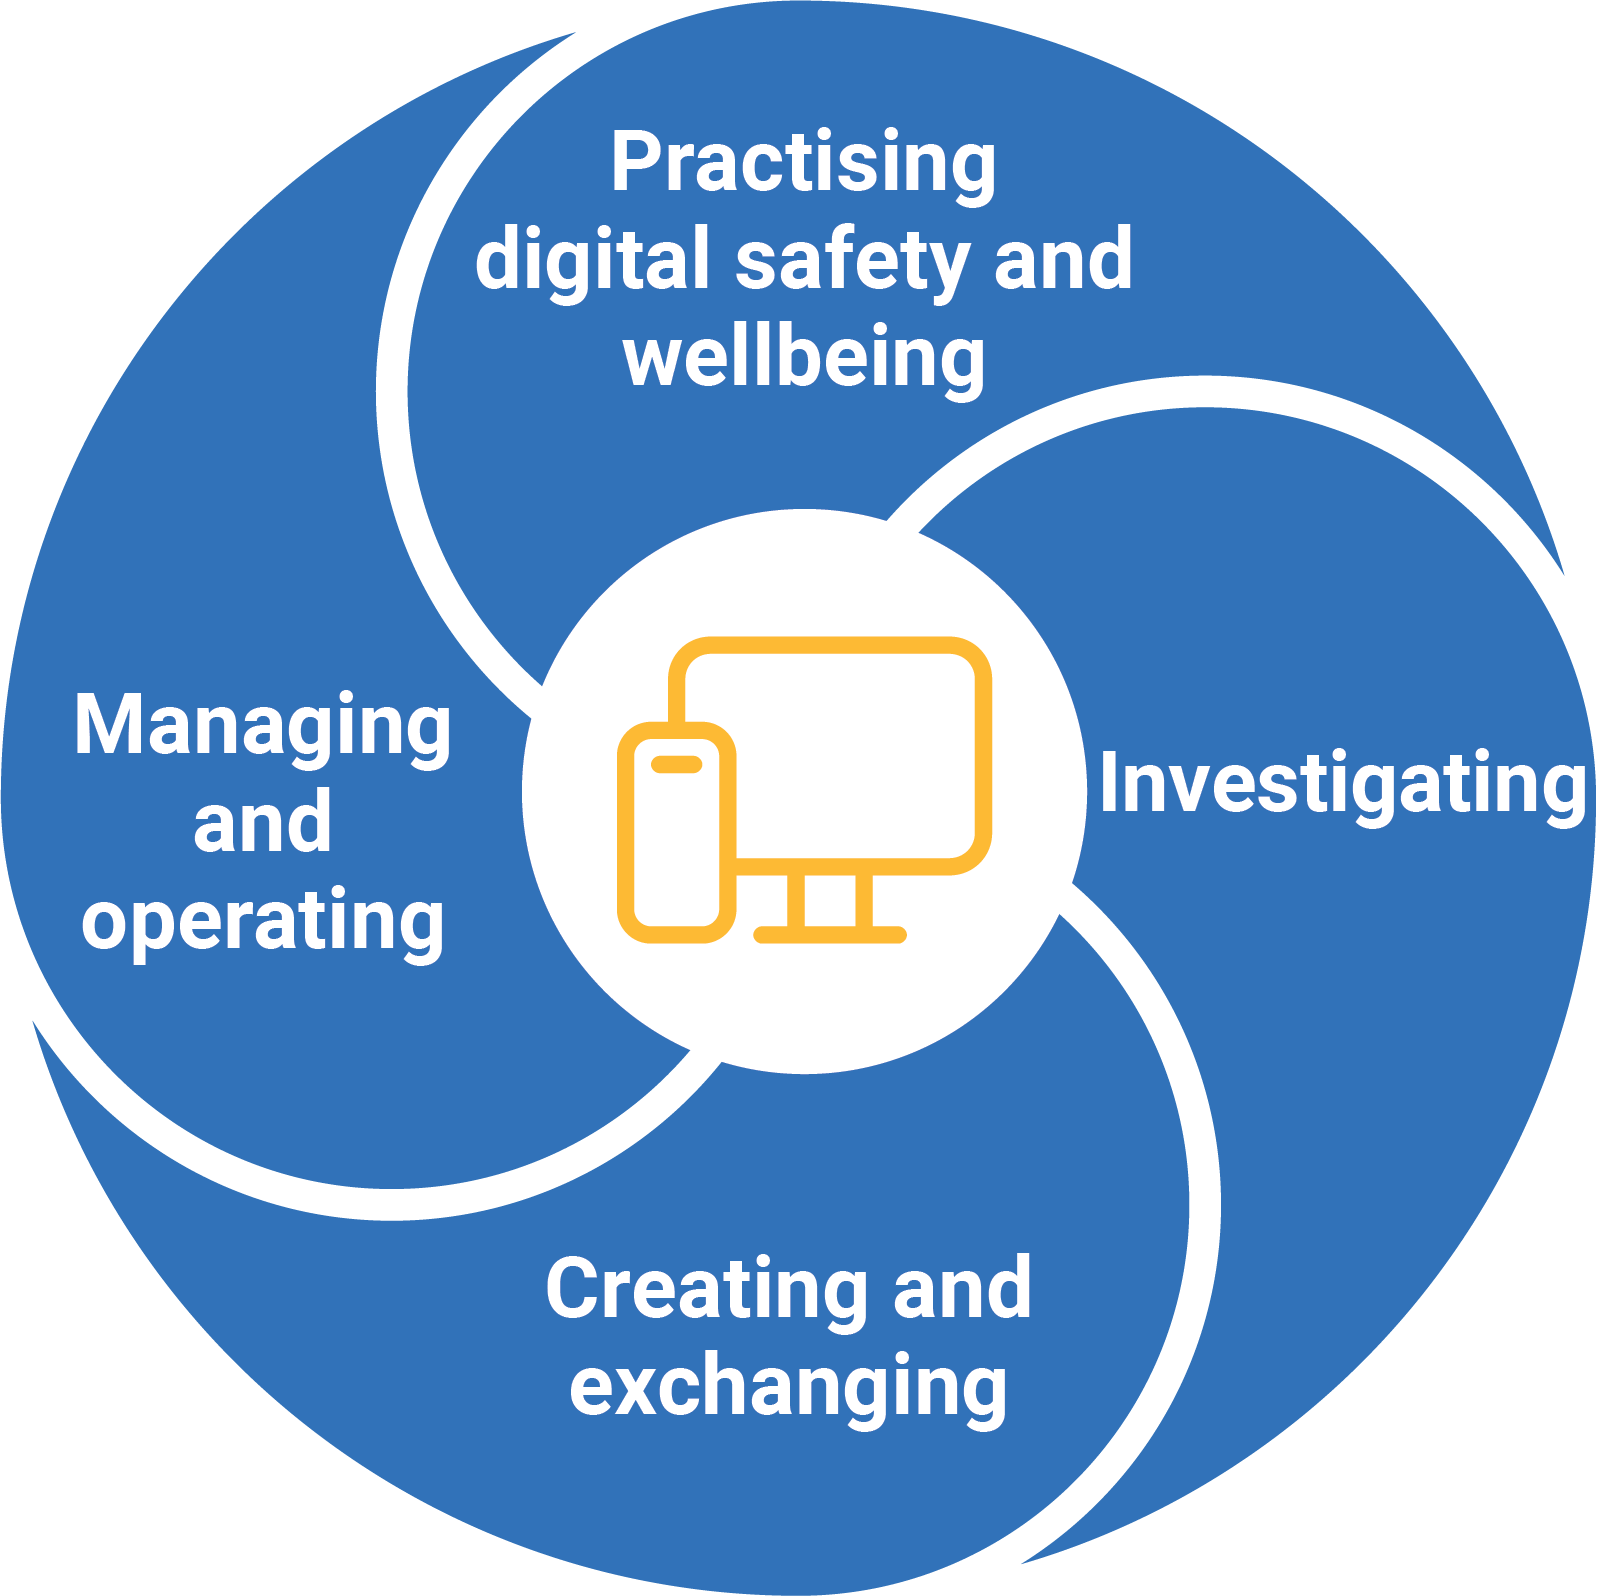 Practising
digital safety and
wellbeing
Investigating
Creating and
exchanging
Managing
and
operating